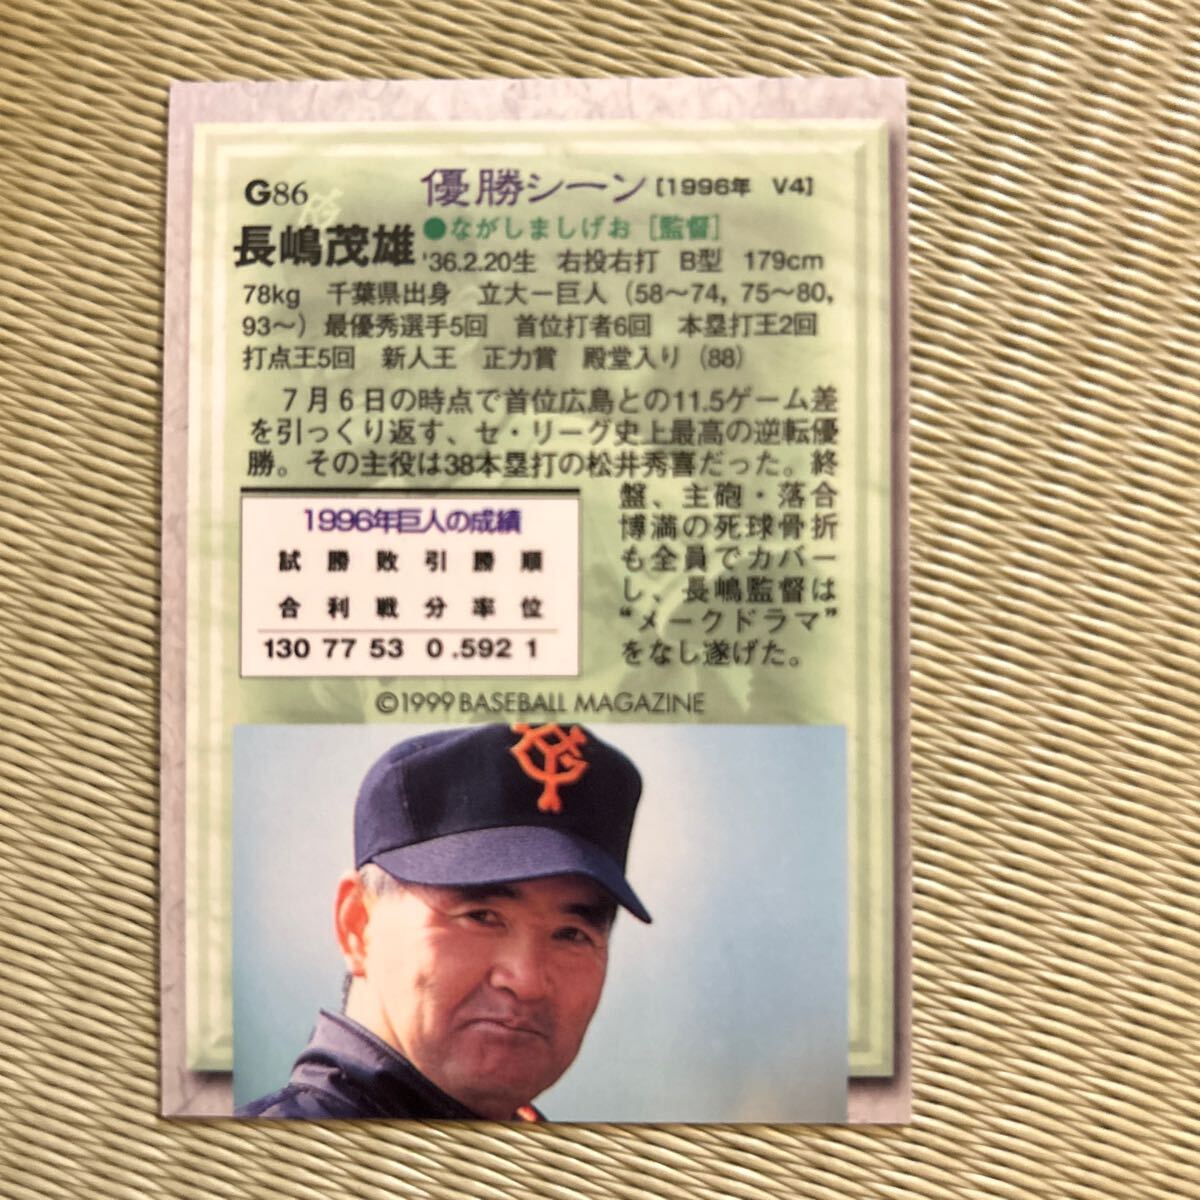 G86 優勝シーン[1996年 V4]
長嶋茂雄 ●ながしましげお [監督]
'36.2.20生 右投右打 B型 179cm
78kg 千葉県出身 立大ー巨人(58〜74, 75〜80,
93〜) 最優秀選手5回 首位打者6回 本塁打王2回
打点王5回 新人王 正力賞 殿堂入り(88)
7月6日の時点で首位広島との11.5ゲーム差
を引っくり返す、セ・リーグ史上最高の逆転優
勝。その主役は38本塁打の松井秀喜だった。終
盤、主砲・落合
博満の死球骨折
も全員でカバー
し、長嶋監督は
“メークドラマ”
をなし遂げた。
1996年巨人の成績
試 勝 敗 引 勝 順
合 利 戦 分 率 位
130 77 53 0 .592 1
©1999 BASEBALL MAGAZINE